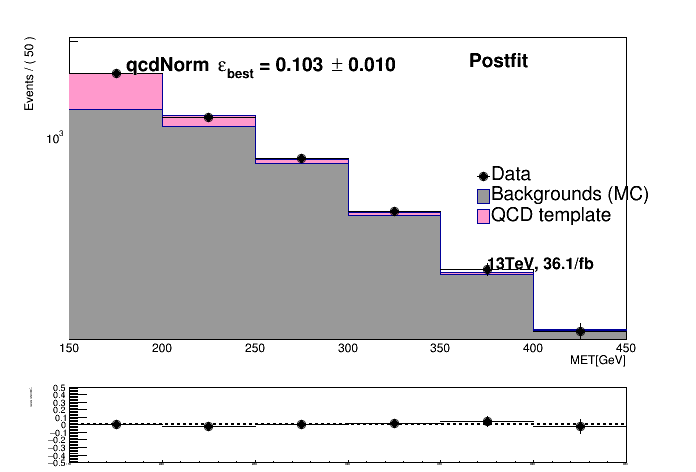 qcdNorm ε_best = 0.103 ± 0.010
Postfit
Events / ( 50 )
10³
Data
Backgrounds (MC)
QCD template
13TeV, 36.1/fb
150 200 250 300 350 400 450
MET[GeV]
0.5
0.4
0.3
0.2
0.1
0
−0.1
−0.2
−0.3
−0.4
−0.5